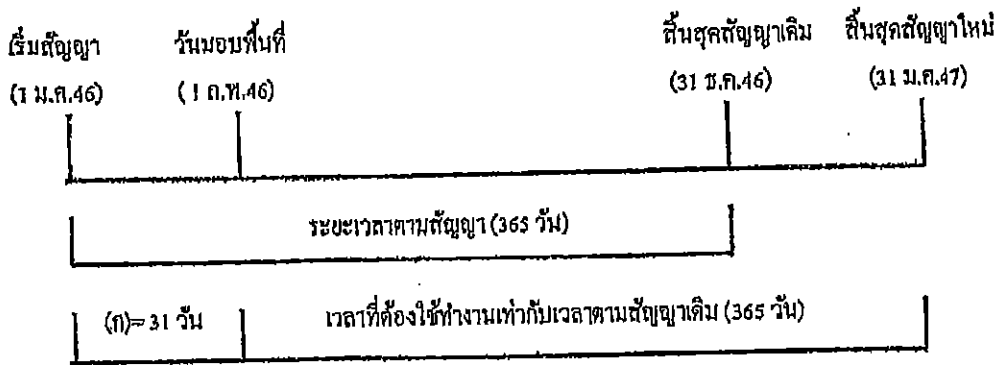 เริ่มสัญญา วันมอบพื้นที่ สิ้นสุดสัญญาเดิม สิ้นสุดสัญญาใหม่
(1 ม.ค.46) (1 ก.พ.46) (31 ธ.ค.46) (31 ม.ค.47)
ระยะเวลาตามสัญญา (365 วัน)
(ก)= 31 วัน เวลาที่ต้องใช้ทำงานเท่ากับเวลาตามสัญญาเดิม (365 วัน)